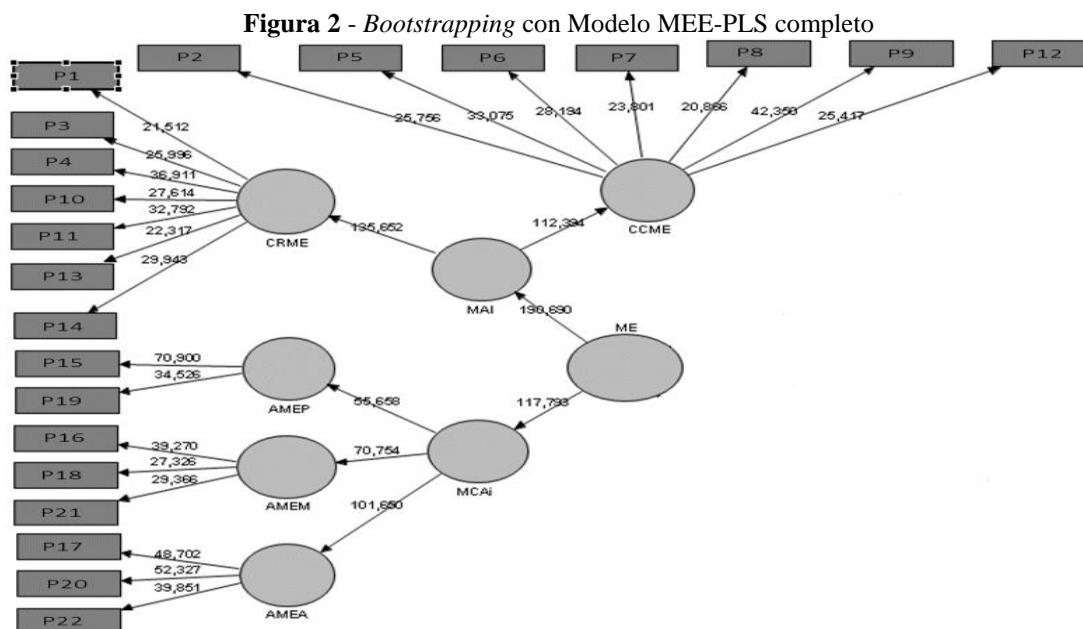 Figura 2 - Bootstrapping con Modelo MEE-PLS completo
P2 P5 P6 P7 P8 P9 P12
P1
25,756 33,075 28,194 23,801 20,866 42,350 25,417
21,512
P3
25,996
P4
36,911
P10
27,614
32,792
P11
22,317
P13
29,943
P14
CRME
CCME
135,652
112,394
MAI
190,690
ME
P15
70,900
34,526
P19
AMEP
55,658
117,793
P16
39,270
P18
27,326
29,366
P21
AMEM
70,754
MCAi
101,650
P17
48,702
P20
52,327
39,851
P22
AMEA